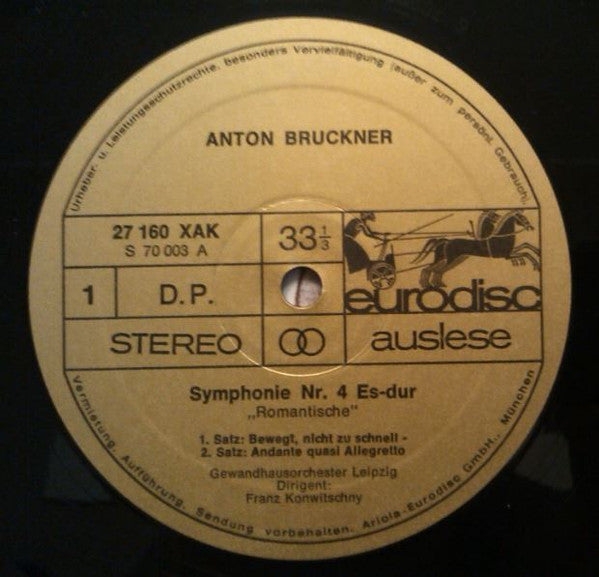 Urheber. u. Leistungsschutzrechte, besonders Vervielfältigung (außer zum persönl. Gebrauch),
ANTON BRUCKNER
27 160 XAK
S 70 003 A
33 1/3
eurodisc
1
D.P.
STEREO
auslese
Symphonie Nr. 4 Es-dur
„Romantische"
1. Satz: Bewegt, nicht zu schnell -
2. Satz: Andante quasi Allegretto
Gewandhausorchester Leipzig
Dirigent:
Franz Konwitschny
Vermietung, Aufführung, Sendung vorbehalten. Ariola-Eurodisc GmbH., München